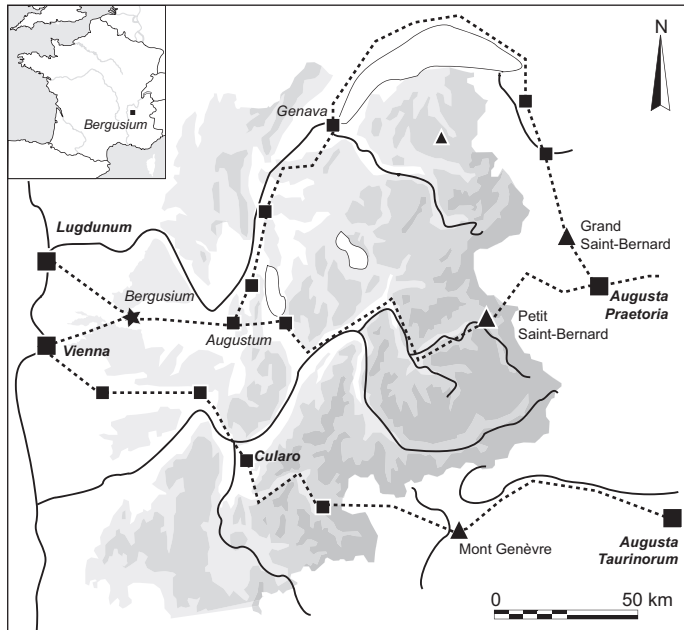 Bergusium
N
Genava
Lugdunum
Grand
Saint-Bernard
Bergusium
Augusta
Praetoria
Petit
Saint-Bernard
Augustum
Vienna
Cularo
Mont Genèvre
Augusta
Taurinorum
0 50 km